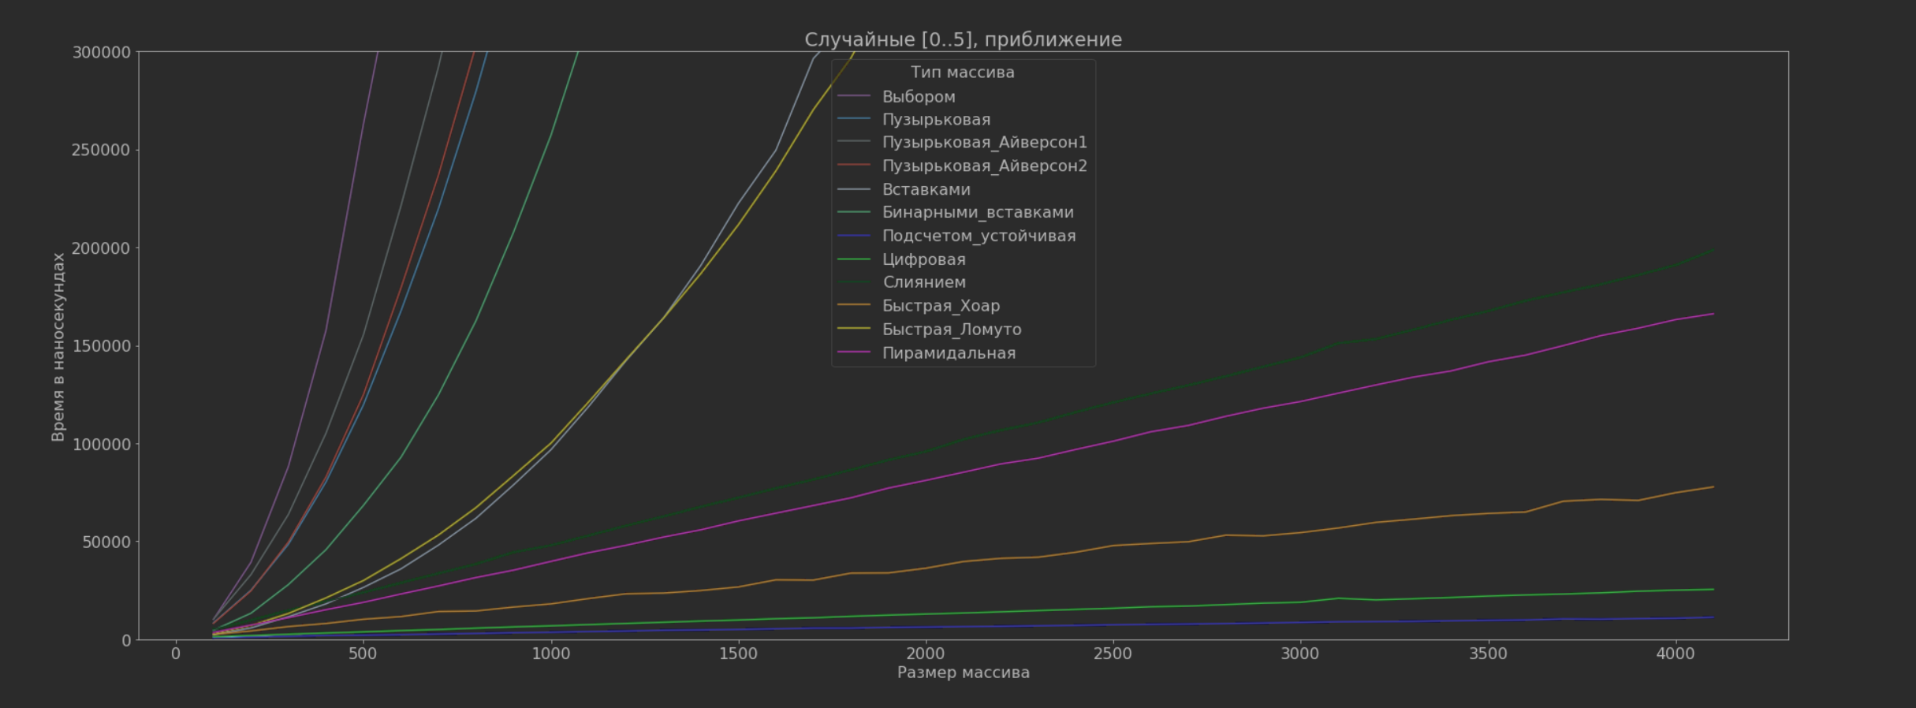 Случайные [0..5], приближение
300000
250000
200000
150000
100000
50000
0
Время в наносекундах
Тип массива
Выбором
Пузырьковая
Пузырьковая_Айверсон1
Пузырьковая_Айверсон2
Вставками
Бинарными_вставками
Подсчетом_устойчивая
Цифровая
Слиянием
Быстрая_Хоар
Быстрая_Ломуто
Пирамидальная
0 500 1000 1500 2000 2500 3000 3500 4000
Размер массива